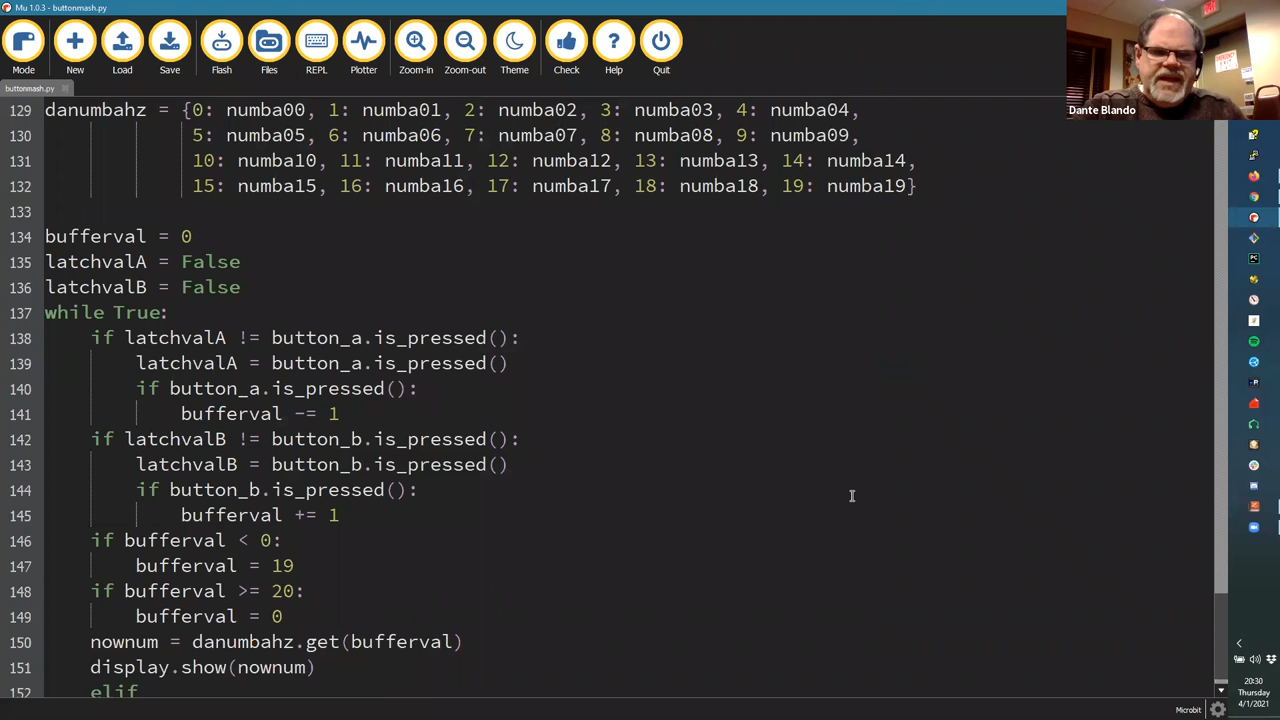 Mu 1.0.3 - buttonmash.py
Mode New Load Save Flash Files REPL Plotter Zoom-in Zoom-out Theme Check Help Quit
Dante Blando
buttonmash.py
129 danumbahz = {0: numba00, 1: numba01, 2: numba02, 3: numba03, 4: numba04,
130 5: numba05, 6: numba06, 7: numba07, 8: numba08, 9: numba09,
131 10: numba10, 11: numba11, 12: numba12, 13: numba13, 14: numba14,
132 15: numba15, 16: numba16, 17: numba17, 18: numba18, 19: numba19}
133
134 bufferval = 0
135 latchvalA = False
136 latchvalB = False
137 while True:
138 if latchvalA != button_a.is_pressed():
139 latchvalA = button_a.is_pressed()
140 if button_a.is_pressed():
141 bufferval -= 1
142 if latchvalB != button_b.is_pressed():
143 latchvalB = button_b.is_pressed()
144 if button_b.is_pressed():
145 bufferval += 1
146 if bufferval < 0:
147 bufferval = 19
148 if bufferval >= 20:
149 bufferval = 0
150 nownum = danumbahz.get(bufferval)
151 display.show(nownum)
152 elif
20:30
Thursday
4/1/2021
Microbit